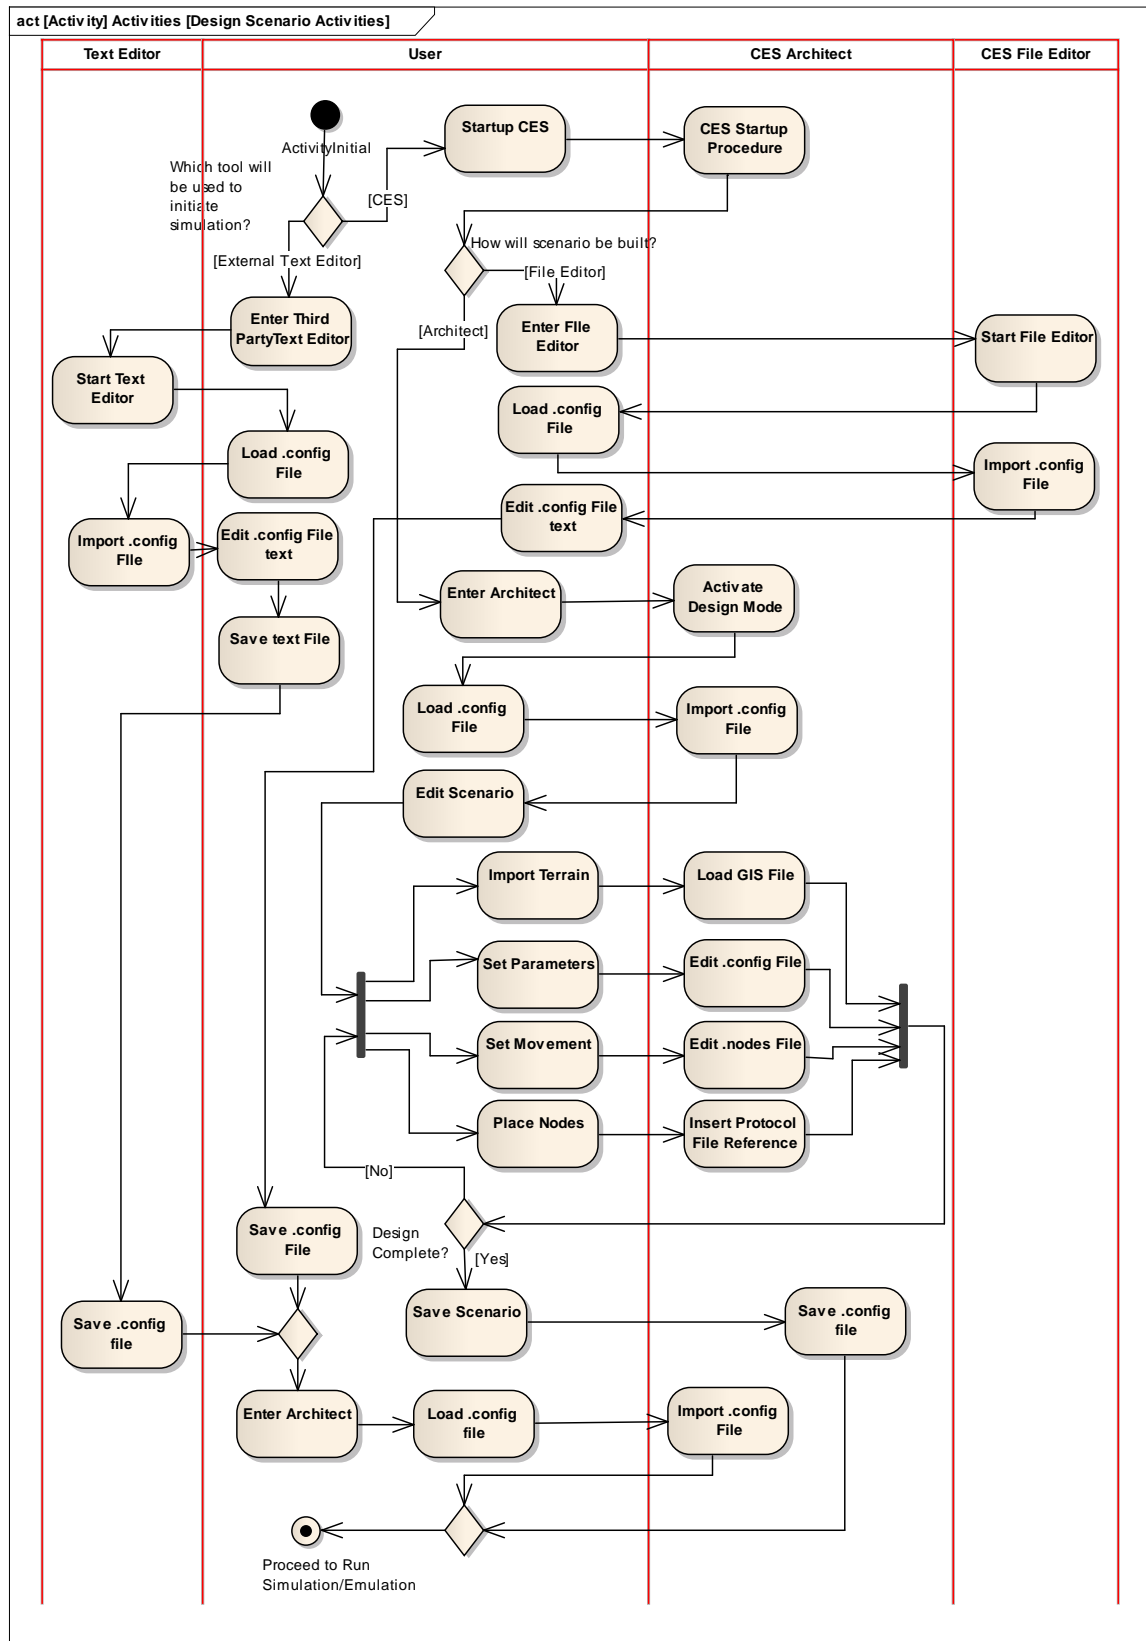 act [Activity] Activities [Design Scenario Activities]
Text Editor
User
CES Architect
CES File Editor
ActivityInitial
Which tool will
be used to
initiate
simulation?
[CES]
[External Text Editor]
Startup CES
CES Startup
Procedure
How will scenario be built?
[File Editor]
[Architect]
Enter Third
PartyText Editor
Enter FIle
Editor
Start File Editor
Start Text
Editor
Load .config
File
Load .config
File
Import .config
File
Edit .config File
text
Import .config
FIle
Edit .config File
text
Enter Architect
Activate
Design Mode
Save text File
Load .config
File
Import .config
File
Edit Scenario
Import Terrain
Load GIS File
Set Parameters
Edit .config File
Set Movement
Edit .nodes File
Place Nodes
Insert Protocol
File Reference
[No]
Save .config
File
Design
Complete?
[Yes]
Save .config
file
Save Scenario
Save .config
file
Enter Architect
Load .config
file
Import .config
File
Proceed to Run
Simulation/Emulation